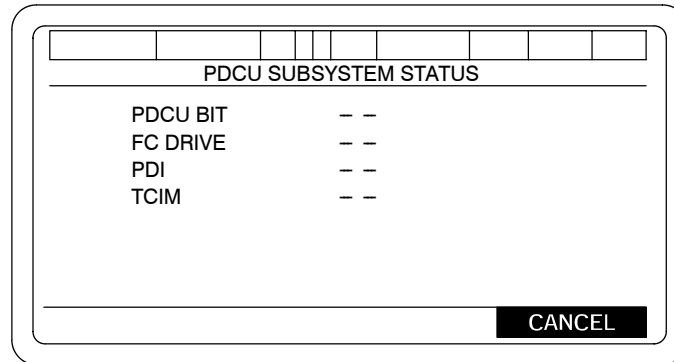 PDCU SUBSYSTEM STATUS
PDCU BIT – –
FC DRIVE – –
PDI – –
TCIM – –
CANCEL